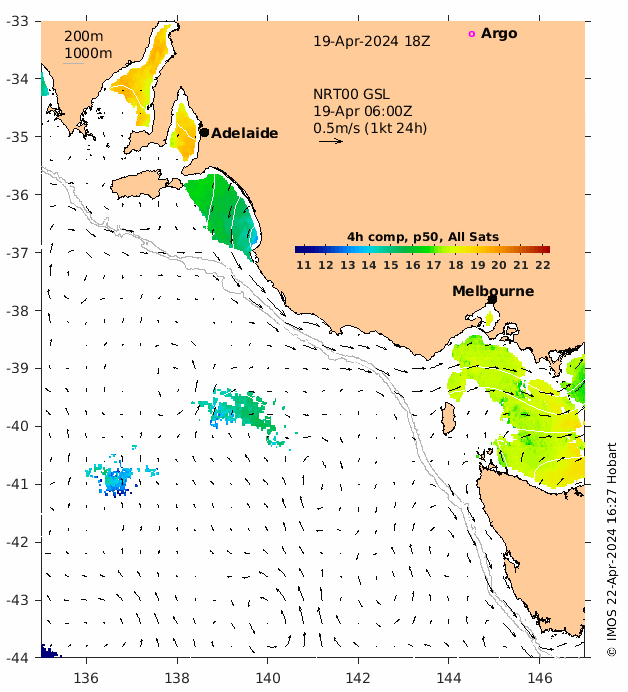 200m
1000m
19-Apr-2024 18Z
Argo
NRT00 GSL
19-Apr 06:00Z
0.5m/s (1kt 24h)
Adelaide
4h comp, p50, All Sats
11 12 13 14 15 16 17 18 19 20 21 22
Melbourne
-33
-34
-35
-36
-37
-38
-39
-40
-41
-42
-43
-44
136 138 140 142 144 146
© IMOS 22-Apr-2024 16:27 Hobart